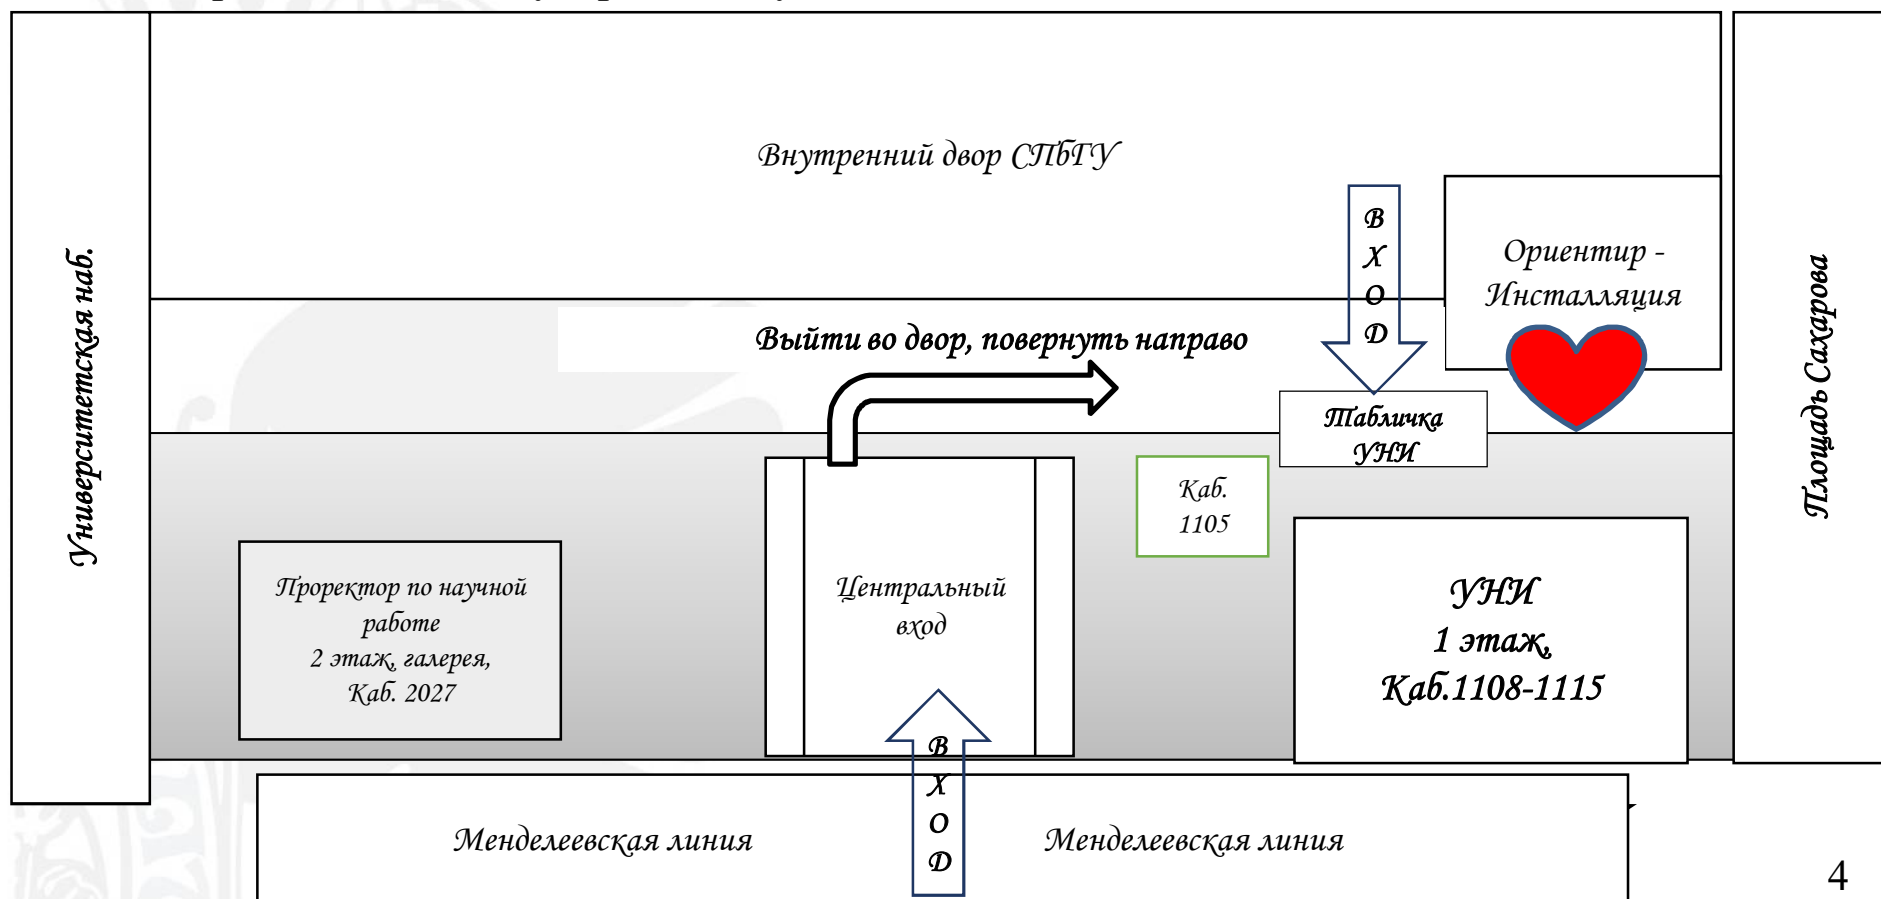 Университетская наб.
Внутренний двор СПбГУ
В
Х
О
Д
Ориентир -
Инсталляция
Площадь Сахарова
Выйти во двор, повернуть направо
Табличка
УНИ
Каб.
1105
Проректор по научной
работе
2 этаж, галерея,
Каб. 2027
Центральный
вход
УНИ
1 этаж,
Каб.1108-1115
В
Х
О
Д
Менделеевская линия
Менделеевская линия
4